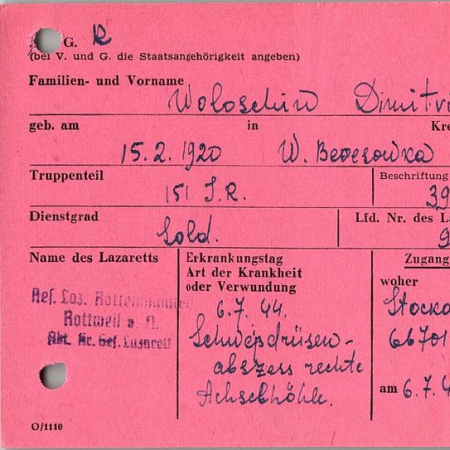 G. R
(bei V. und G. die Staatsangehörigkeit angeben)
Familien- und Vorname
Woloschin Dimitri
geb. am in Kre
15.2.1920 W. Beresowka
Truppenteil Beschriftung
151 J.R. 39
Dienstgrad Lfd. Nr. des La
Sold. 9
Name des Lazaretts
Erkrankungstag
Art der Krankheit
oder Verwundung
Zugang
woher
Res. Laz. Rottenmünster
Rottweil a. N.
Abt. Kr. Gef. Lazarett
6.7.44.
Schweißdrüsen-
abszess rechte
Achselhöhle.
66701
am 6.7.4
O/1110